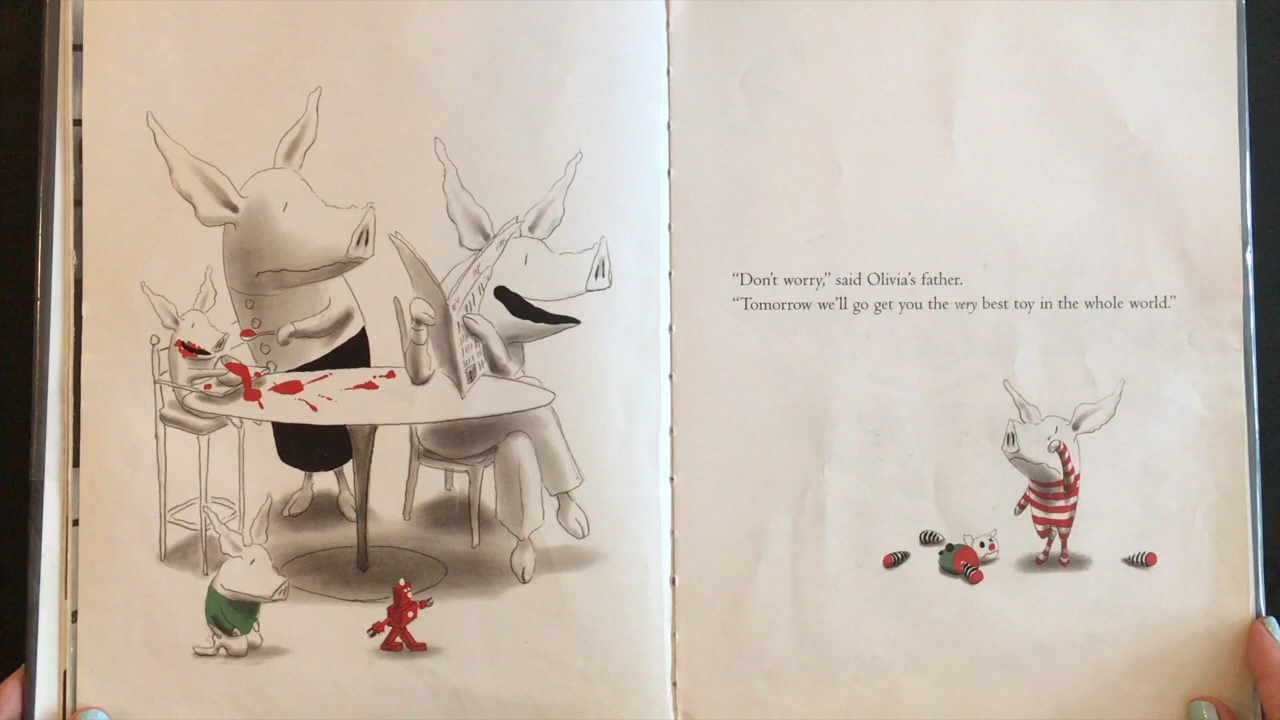 “Don’t worry,” said Olivia’s father.
“Tomorrow we’ll go get you the very best toy in the whole world.”